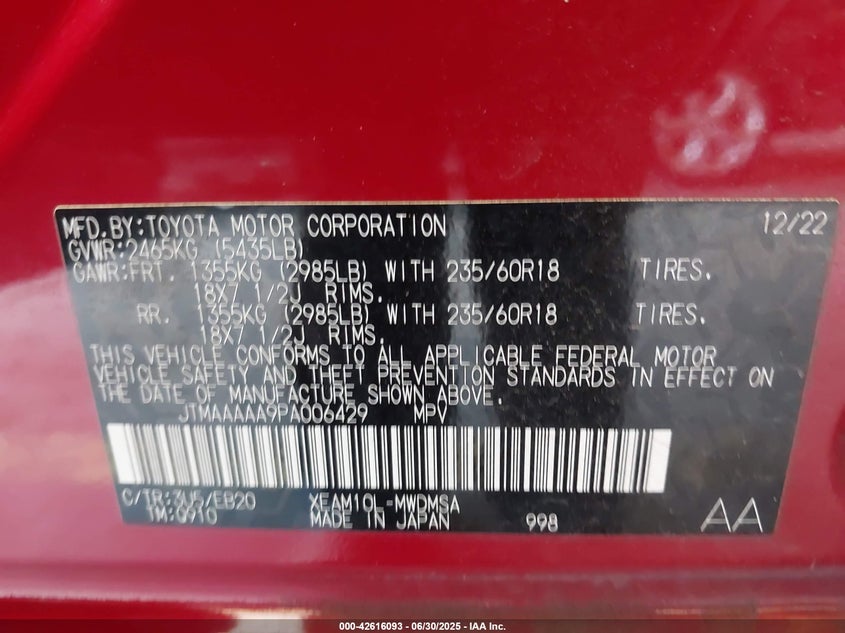 MFD.BY:TOYOTA MOTOR CORPORATION 12/22
GVWR:2465KG (5435LB)
GAWR:FRT. 1355KG (2985LB) WITH 235/60R18 TIRES.
18X7 1/2J RIMS.
RR. 1355KG (2985LB) WITH 235/60R18 TIRES.
18X7 1/2J RIMS.
THIS VEHICLE CONFORMS TO ALL APPLICABLE FEDERAL MOTOR
VEHICLE SAFETY AND THEFT PREVENTION STANDARDS IN EFFECT ON
THE DATE OF MANUFACTURE SHOWN ABOVE.
JTMAAAAA9PA006429 MPV
C/TR:3U5/EB20 XEAM10L-MWDMSA
TM:0910 MADE IN JAPAN 998 AA
000-42616093 - 06/30/2025 - IAA Inc.